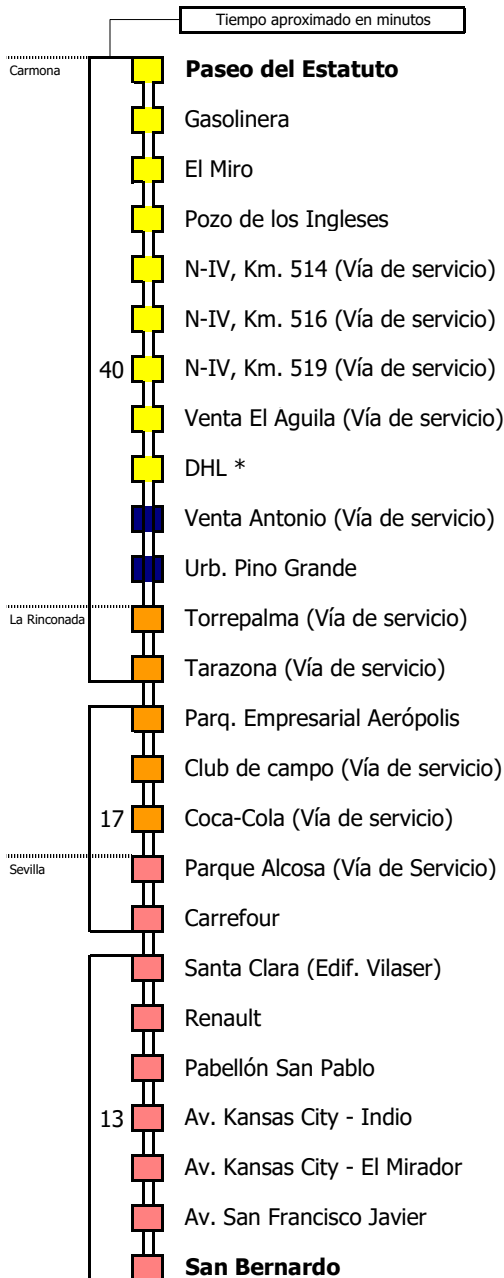 Tiempo aproximado en minutos
Carmona
Paseo del Estatuto
Gasolinera
El Miro
Pozo de los Ingleses
N-IV, Km. 514 (Vía de servicio)
N-IV, Km. 516 (Vía de servicio)
40
N-IV, Km. 519 (Vía de servicio)
Venta El Aguila (Vía de servicio)
DHL *
Venta Antonio (Vía de servicio)
Urb. Pino Grande
La Rinconada
Torrepalma (Vía de servicio)
Tarazona (Vía de servicio)
Parq. Empresarial Aerópolis
Club de campo (Vía de servicio)
17
Coca-Cola (Vía de servicio)
Sevilla
Parque Alcosa (Vía de Servicio)
Carrefour
Santa Clara (Edif. Vilaser)
Renault
Pabellón San Pablo
13
Av. Kansas City - Indio
Av. Kansas City - El Mirador
Av. San Francisco Javier
San Bernardo